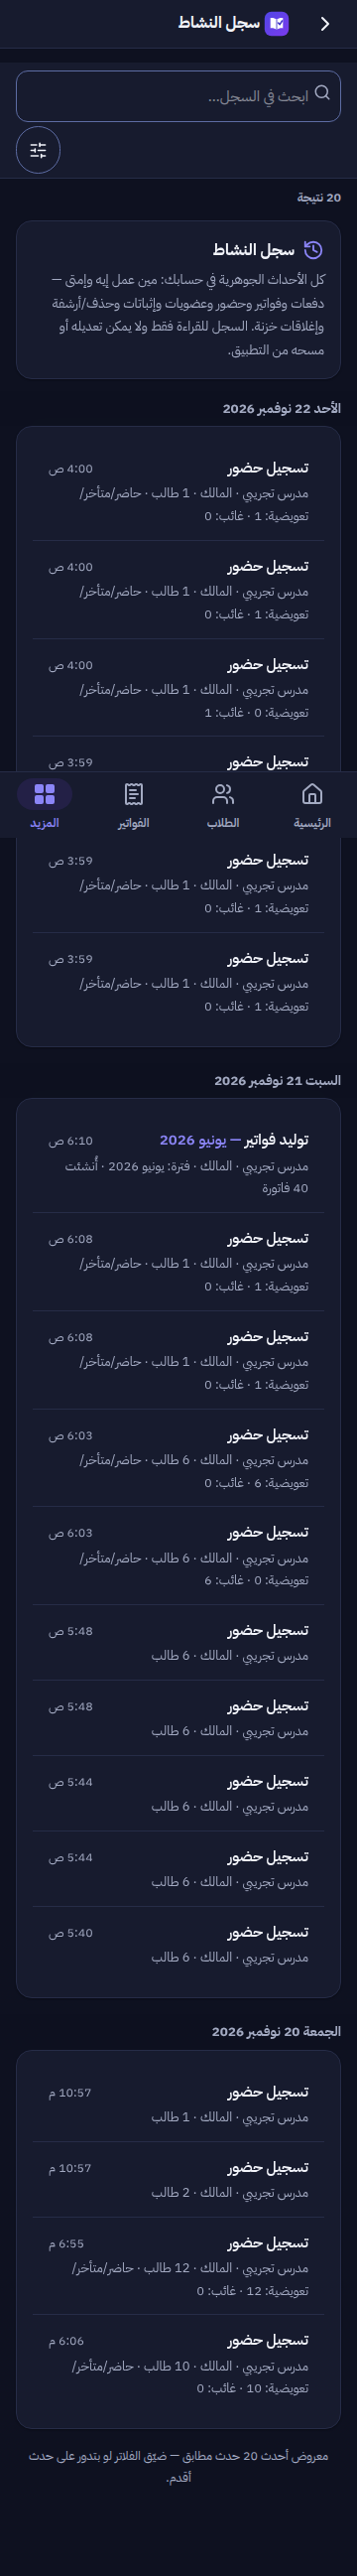 سجل النشاط
ابحث في السجل...
20 نتيجة
سجل النشاط
كل الأحداث الجوهرية في حسابك: مين عمل إيه وإمتى —
دفعات وفواتير وحضور وعضويات وإثباتات وحذف/أرشفة
وإغلاقات خزنة. السجل للقراءة فقط ولا يمكن تعديله أو
مسحه من التطبيق.
الأحد 22 نوفمبر 2026
تسجيل حضور 4:00 ص
مدرس تجريبي · المالك · 1 طالب · حاضر/متأخر/
تعويضية: 1 · غائب: 0
تسجيل حضور 4:00 ص
مدرس تجريبي · المالك · 1 طالب · حاضر/متأخر/
تعويضية: 1 · غائب: 0
تسجيل حضور 4:00 ص
مدرس تجريبي · المالك · 1 طالب · حاضر/متأخر/
تعويضية: 0 · غائب: 1
تسجيل حضور 3:59 ص
الرئيسية الطلاب الفواتير المزيد
تسجيل حضور 3:59 ص
مدرس تجريبي · المالك · 1 طالب · حاضر/متأخر/
تعويضية: 1 · غائب: 0
تسجيل حضور 3:59 ص
مدرس تجريبي · المالك · 1 طالب · حاضر/متأخر/
تعويضية: 1 · غائب: 0
السبت 21 نوفمبر 2026
توليد فواتير — يونيو 2026 6:10 ص
مدرس تجريبي · المالك · فترة: يونيو 2026 · أُنشئت
40 فاتورة
تسجيل حضور 6:08 ص
مدرس تجريبي · المالك · 1 طالب · حاضر/متأخر/
تعويضية: 1 · غائب: 0
تسجيل حضور 6:08 ص
مدرس تجريبي · المالك · 1 طالب · حاضر/متأخر/
تعويضية: 1 · غائب: 0
تسجيل حضور 6:03 ص
مدرس تجريبي · المالك · 6 طالب · حاضر/متأخر/
تعويضية: 6 · غائب: 0
تسجيل حضور 6:03 ص
مدرس تجريبي · المالك · 6 طالب · حاضر/متأخر/
تعويضية: 0 · غائب: 6
تسجيل حضور 5:48 ص
مدرس تجريبي · المالك · 6 طالب
تسجيل حضور 5:48 ص
مدرس تجريبي · المالك · 6 طالب
تسجيل حضور 5:44 ص
مدرس تجريبي · المالك · 6 طالب
تسجيل حضور 5:44 ص
مدرس تجريبي · المالك · 6 طالب
تسجيل حضور 5:40 ص
مدرس تجريبي · المالك · 6 طالب
الجمعة 20 نوفمبر 2026
تسجيل حضور 10:57 م
مدرس تجريبي · المالك · 1 طالب
تسجيل حضور 10:57 م
مدرس تجريبي · المالك · 2 طالب
تسجيل حضور 6:55 م
مدرس تجريبي · المالك · 12 طالب · حاضر/متأخر/
تعويضية: 12 · غائب: 0
تسجيل حضور 6:06 م
مدرس تجريبي · المالك · 10 طالب · حاضر/متأخر/
تعويضية: 10 · غائب: 0
معروض أحدث 20 حدث مطابق — ضيّق الفلاتر لو بتدور على حدث
أقدم.